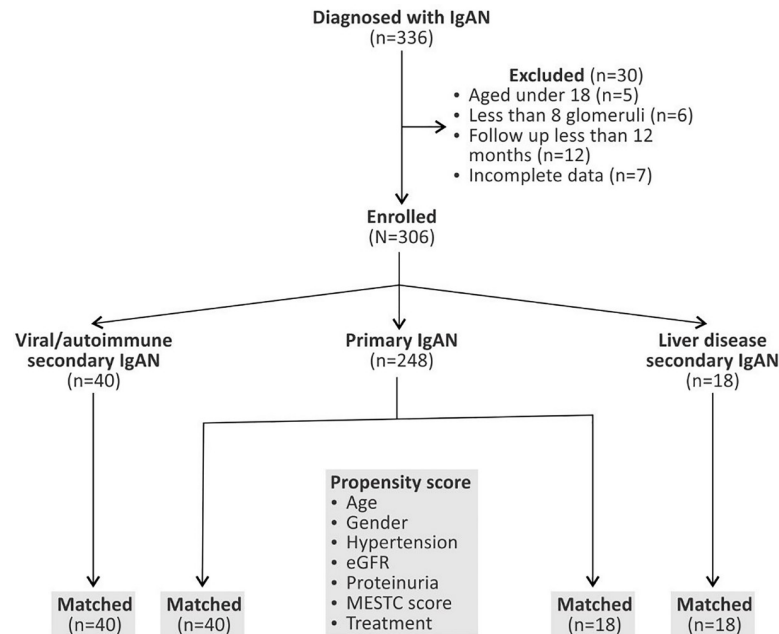 Diagnosed with IgAN
(n=336)
Excluded (n=30)
• Aged under 18 (n=5)
• Less than 8 glomeruli (n=6)
• Follow up less than 12
months (n=12)
• Incomplete data (n=7)
Enrolled
(N=306)
Viral/autoimmune
secondary IgAN
(n=40)
Primary IgAN
(n=248)
Liver disease
secondary IgAN
(n=18)
Propensity score
• Age
• Gender
• Hypertension
• eGFR
• Proteinuria
• MESTC score
• Treatment
Matched
(n=40)
Matched
(n=40)
Matched
(n=18)
Matched
(n=18)